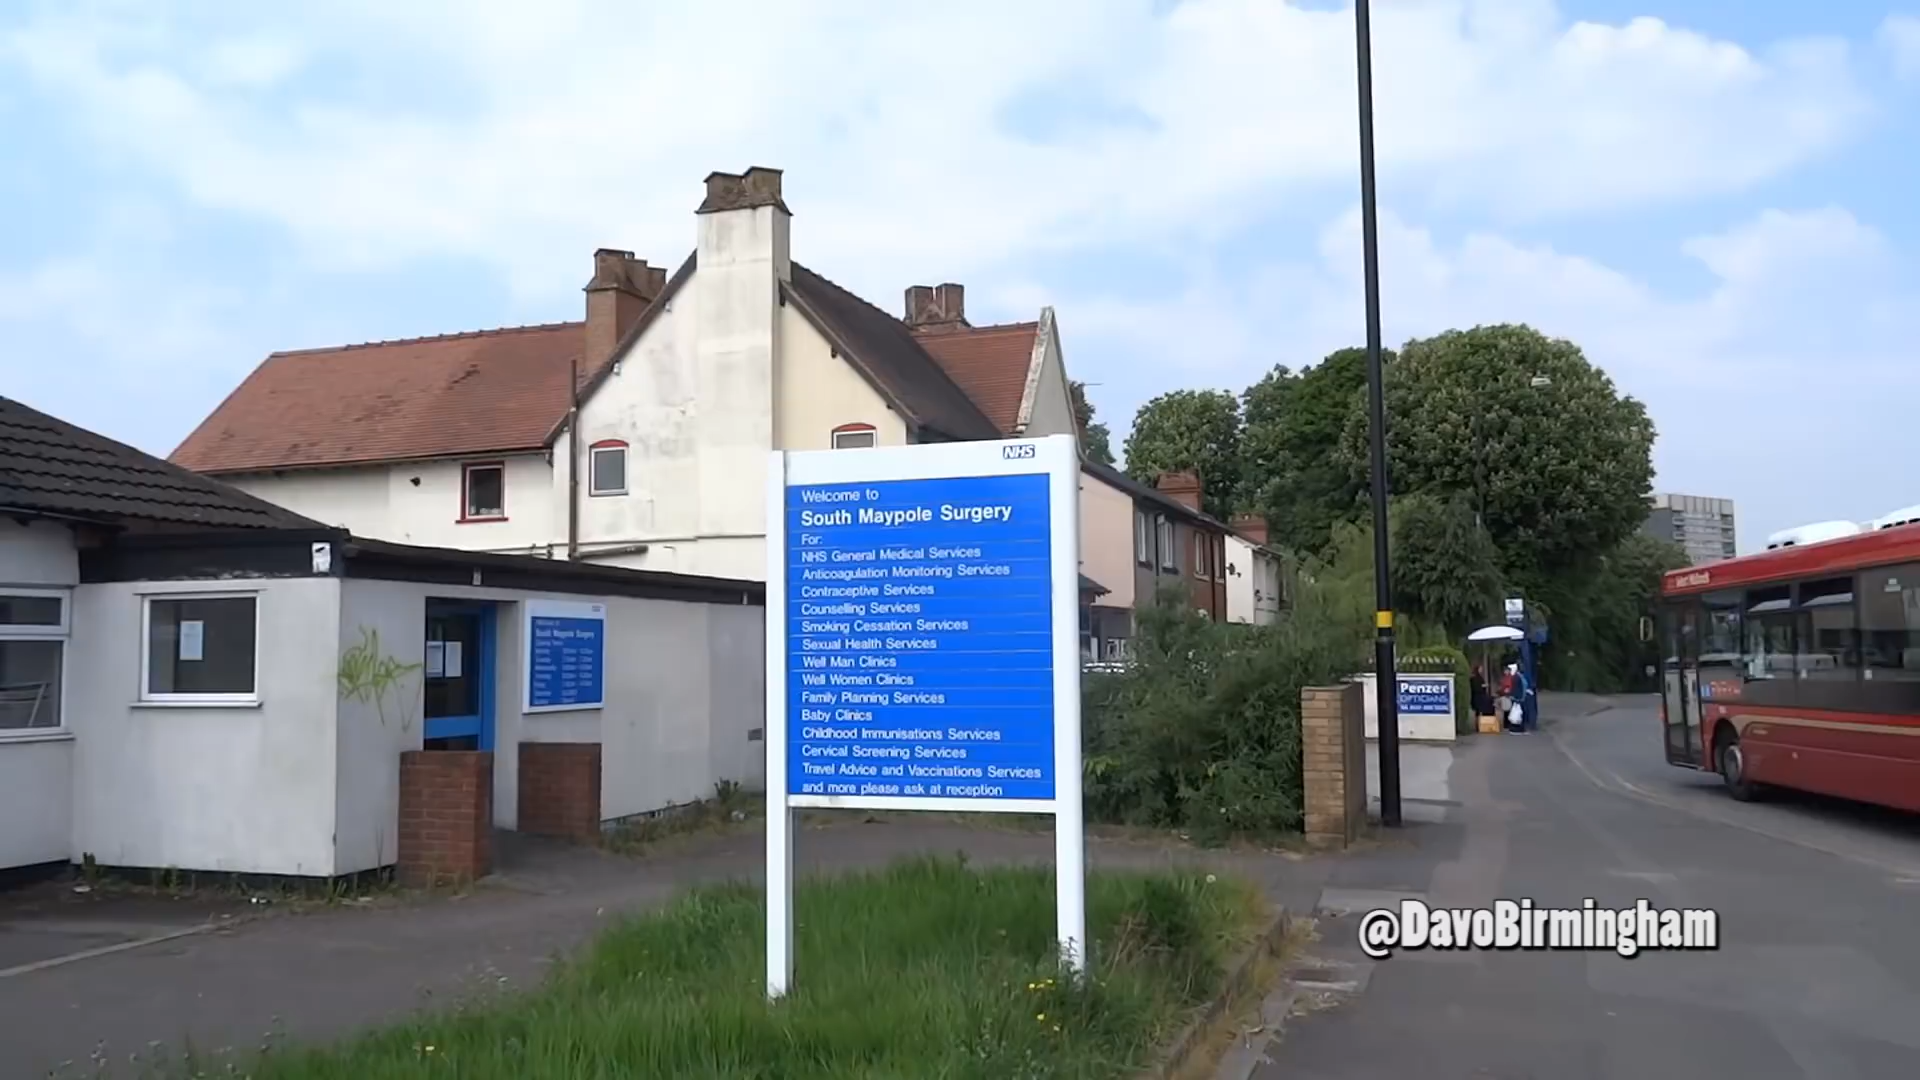 NHS
Welcome to
South Maypole Surgery
For:
NHS General Medical Services
Anticoagulation Monitoring Services
Contraceptive Services
Counselling Services
Smoking Cessation Services
Sexual Health Services
Well Man Clinics
Well Women Clinics
Family Planning Services
Baby Clinics
Childhood Immunisations Services
Cervical Screening Services
Travel Advice and Vaccinations Services
and more please ask at reception
Welcome to
South Maypole Surgery
Penzer
OPTICIANS
@DavoBirmingham